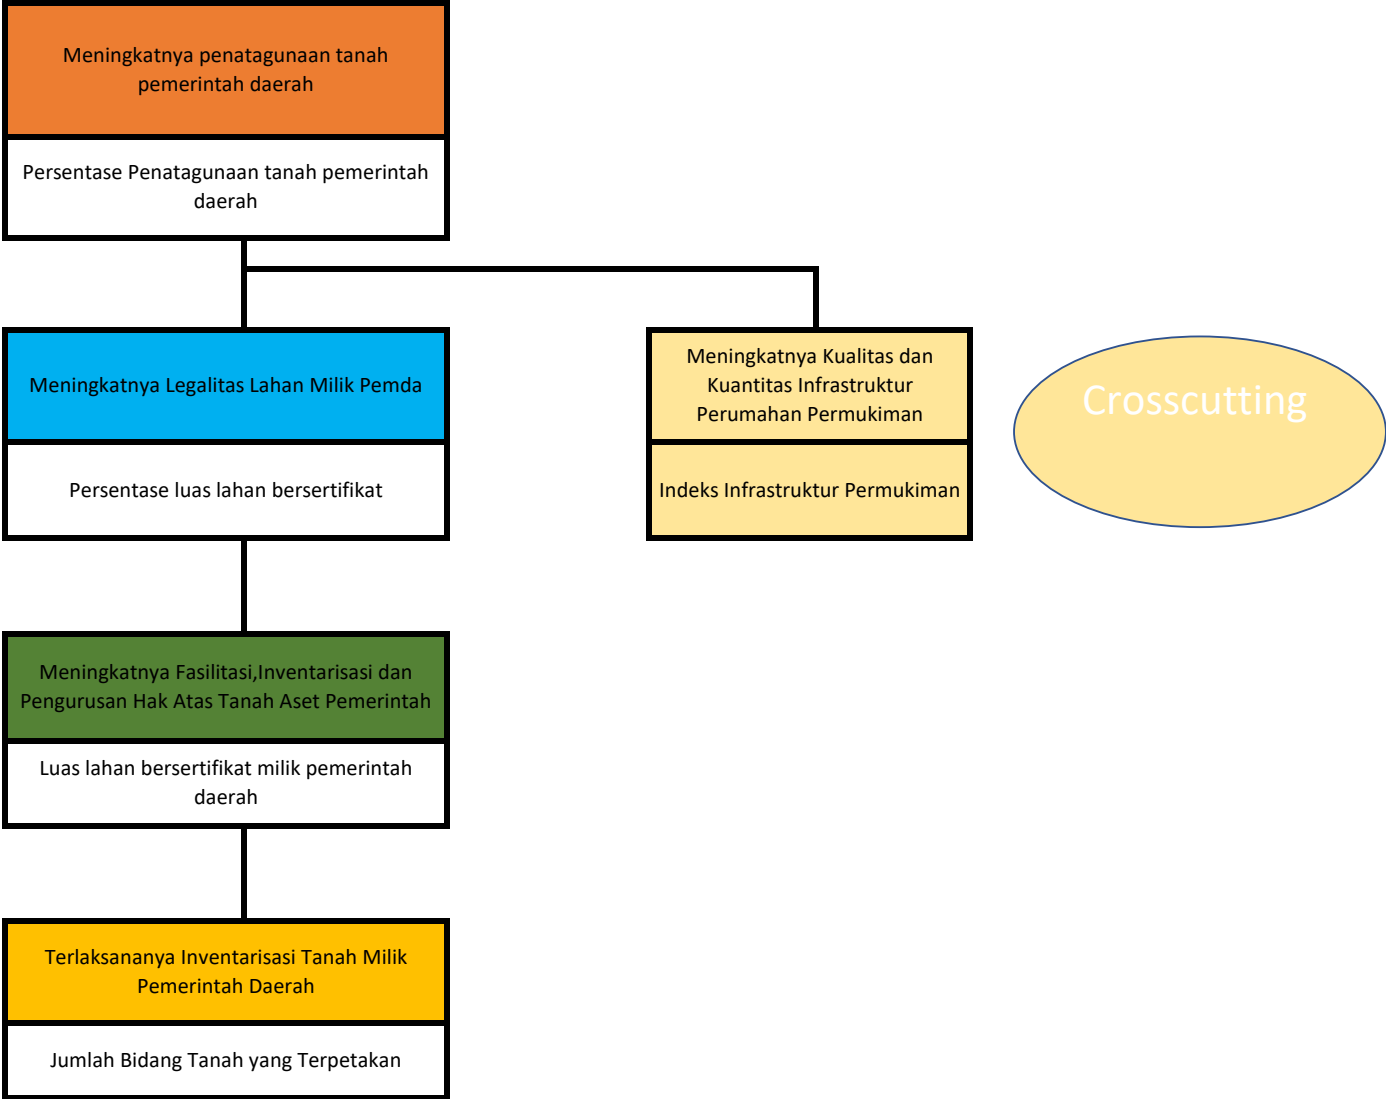 Meningkatnya penatagunaan tanah
pemerintah daerah
Persentase Penatagunaan tanah pemerintah
daerah
Meningkatnya Legalitas Lahan Milik Pemda
Persentase luas lahan bersertifikat
Meningkatnya Kualitas dan
Kuantitas Infrastruktur
Perumahan Permukiman
Indeks Infrastruktur Permukiman
Crosscutting
Meningkatnya Fasilitasi,Inventarisasi dan
Pengurusan Hak Atas Tanah Aset Pemerintah
Luas lahan bersertifikat milik pemerintah
daerah
Terlaksananya Inventarisasi Tanah Milik
Pemerintah Daerah
Jumlah Bidang Tanah yang Terpetakan